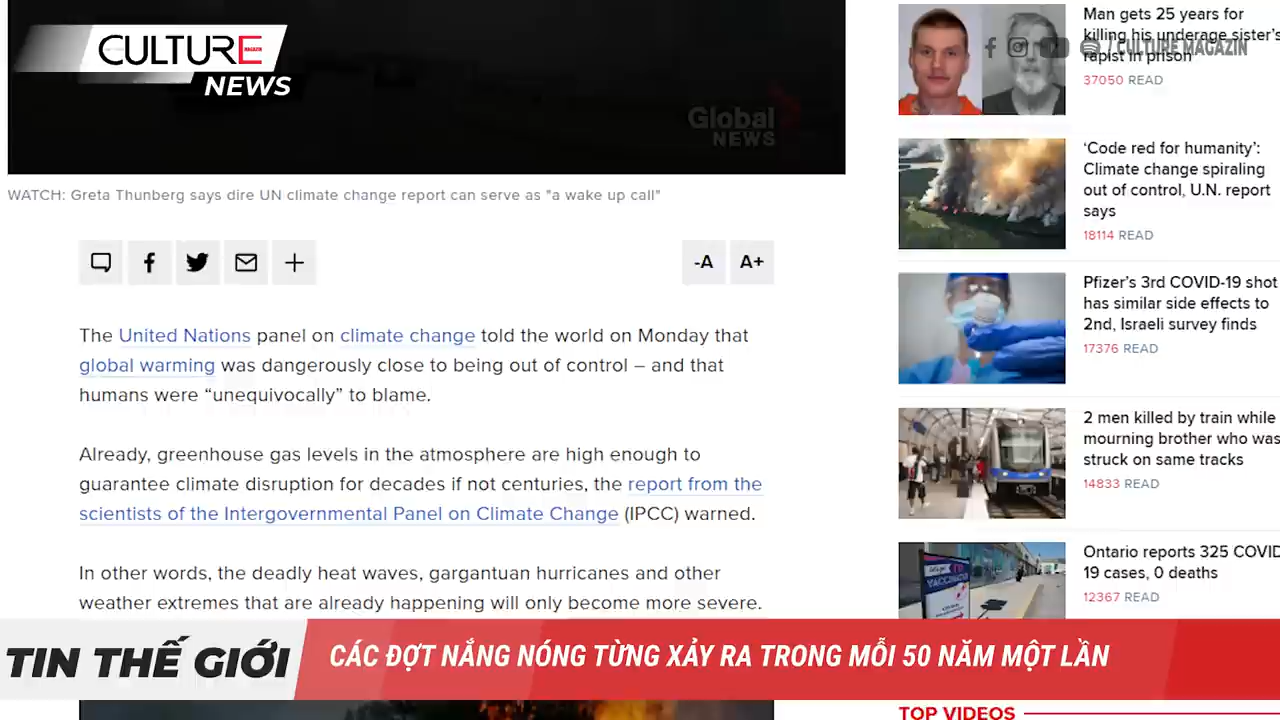 CULTURE
MAGAZIN
NEWS
Global
NEWS
WATCH: Greta Thunberg says dire UN climate change report can serve as "a wake up call"
-A A+
The United Nations panel on climate change told the world on Monday that
global warming was dangerously close to being out of control – and that
humans were “unequivocally” to blame.
Already, greenhouse gas levels in the atmosphere are high enough to
guarantee climate disruption for decades if not centuries, the report from the
scientists of the Intergovernmental Panel on Climate Change (IPCC) warned.
In other words, the deadly heat waves, gargantuan hurricanes and other
weather extremes that are already happening will only become more severe.
Man gets 25 years for
killing his underage sister’s
rapist in prison
/ CULTURE MAGAZIN
37050 READ
‘Code red for humanity’:
Climate change spiraling
out of control, U.N. report
says
18114 READ
Pfizer’s 3rd COVID-19 shot
has similar side effects to
2nd, Israeli survey finds
17376 READ
2 men killed by train while
mourning brother who was
struck on same tracks
14833 READ
Ontario reports 325 COVID
19 cases, 0 deaths
12367 READ
TIN THẾ GIỚI
CÁC ĐỢT NẮNG NÓNG TỪNG XẢY RA TRONG MỖI 50 NĂM MỘT LẦN
TOP VIDEOS